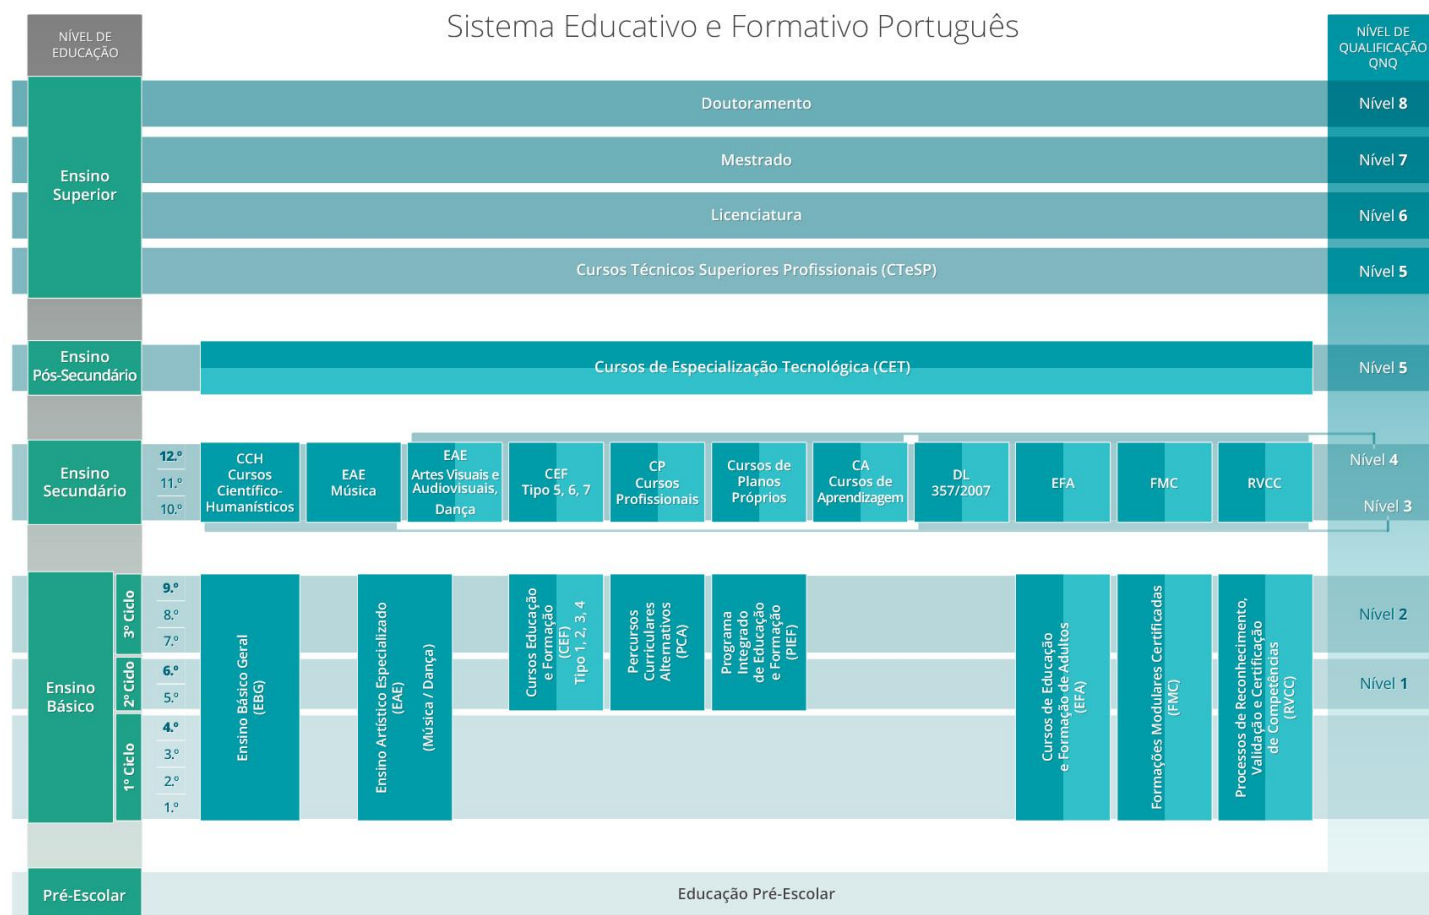 Sistema Educativo e Formativo Português
NÍVEL DE
EDUCAÇÃO
NÍVEL DE
QUALIFICAÇÃO
QNQ
Ensino
Superior
Doutoramento
Nível 8
Mestrado
Nível 7
Licenciatura
Nível 6
Cursos Técnicos Superiores Profissionais (CTeSP)
Nível 5
Ensino
Pós-Secundário
Cursos de Especialização Tecnológica (CET)
Nível 5
Ensino
Secundário
12.º
11.º
10.º
CCH
Cursos
Científico-
Humanísticos
EAE
Música
EAE
Artes Visuais e
Audiovisuais,
Dança
CEF
Tipo 5, 6, 7
CP
Cursos
Profissionais
Cursos de
Planos
Próprios
CA
Cursos de
Aprendizagem
DL
357/2007
EFA
FMC
RVCC
Nível 4
Nível 3
Ensino
Básico
3º Ciclo
9.º
8.º
7.º
2º Ciclo
6.º
5.º
1º Ciclo
4.º
3.º
2.º
1.º
Ensino Básico Geral
(EBG)
Ensino Artístico Especializado
(EAE)
(Música / Dança)
Cursos Educação
e Formação
(CEF)
Tipo 1, 2, 3, 4
Percursos
Curriculares
Alternativos
(PCA)
Programa
Integrado
de Educação
e Formação
(PIEF)
Cursos de Educação
e Formação de Adultos
(EFA)
Formações Modulares Certificadas
(FMC)
Processos de Reconhecimento,
Validação e Certificação
de Competências
(RVCC)
Nível 2
Nível 1
Pré-Escolar
Educação Pré-Escolar